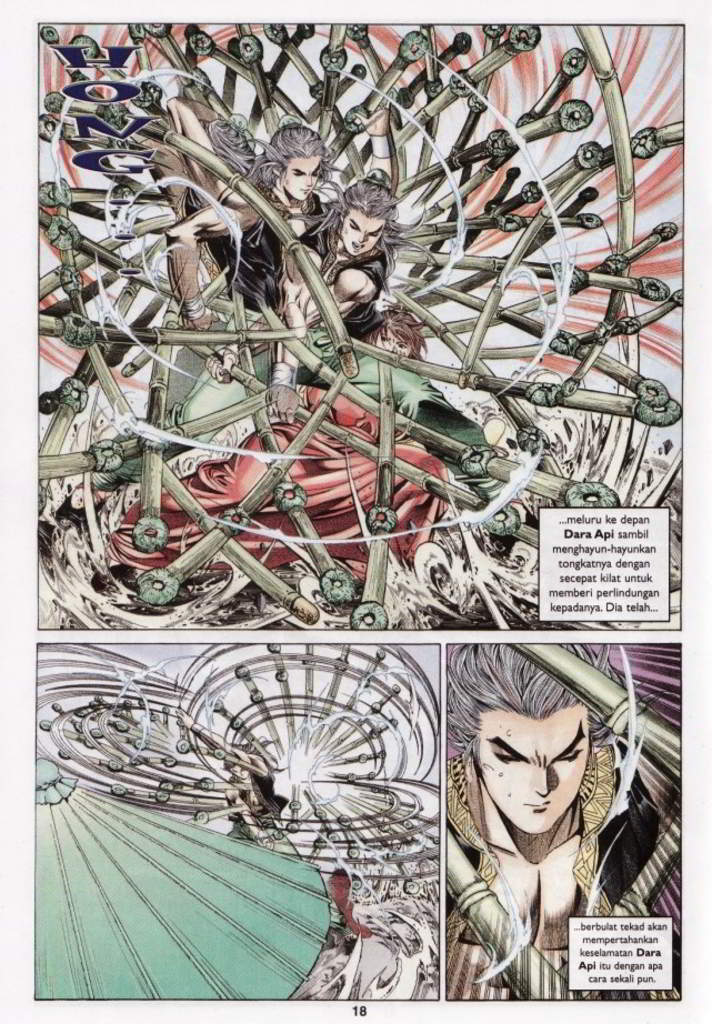 HONG...
...meluru ke depan
Dara Api sambil
menghayun-hayunkan
tongkatnya dengan
secepat kilat untuk
memberi perlindungan
kepadanya. Dia telah...
...berbulat tekad akan
mempertahankan
keselamatan Dara
Api itu dengan apa
cara sekali pun.
18